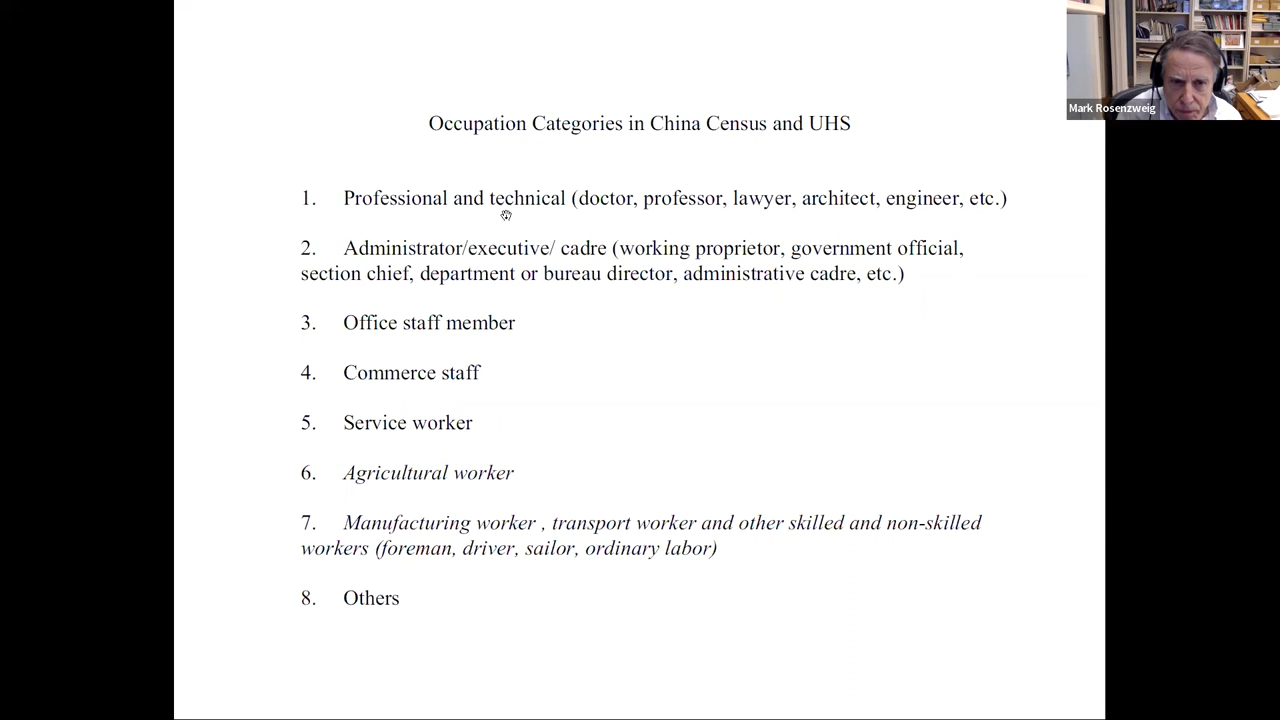 Mark Rosenzweig
Occupation Categories in China Census and UHS
1. Professional and technical (doctor, professor, lawyer, architect, engineer, etc.)
2. Administrator/executive/ cadre (working proprietor, government official,
section chief, department or bureau director, administrative cadre, etc.)
3. Office staff member
4. Commerce staff
5. Service worker
6. Agricultural worker
7. Manufacturing worker , transport worker and other skilled and non-skilled
workers (foreman, driver, sailor, ordinary labor)
8. Others